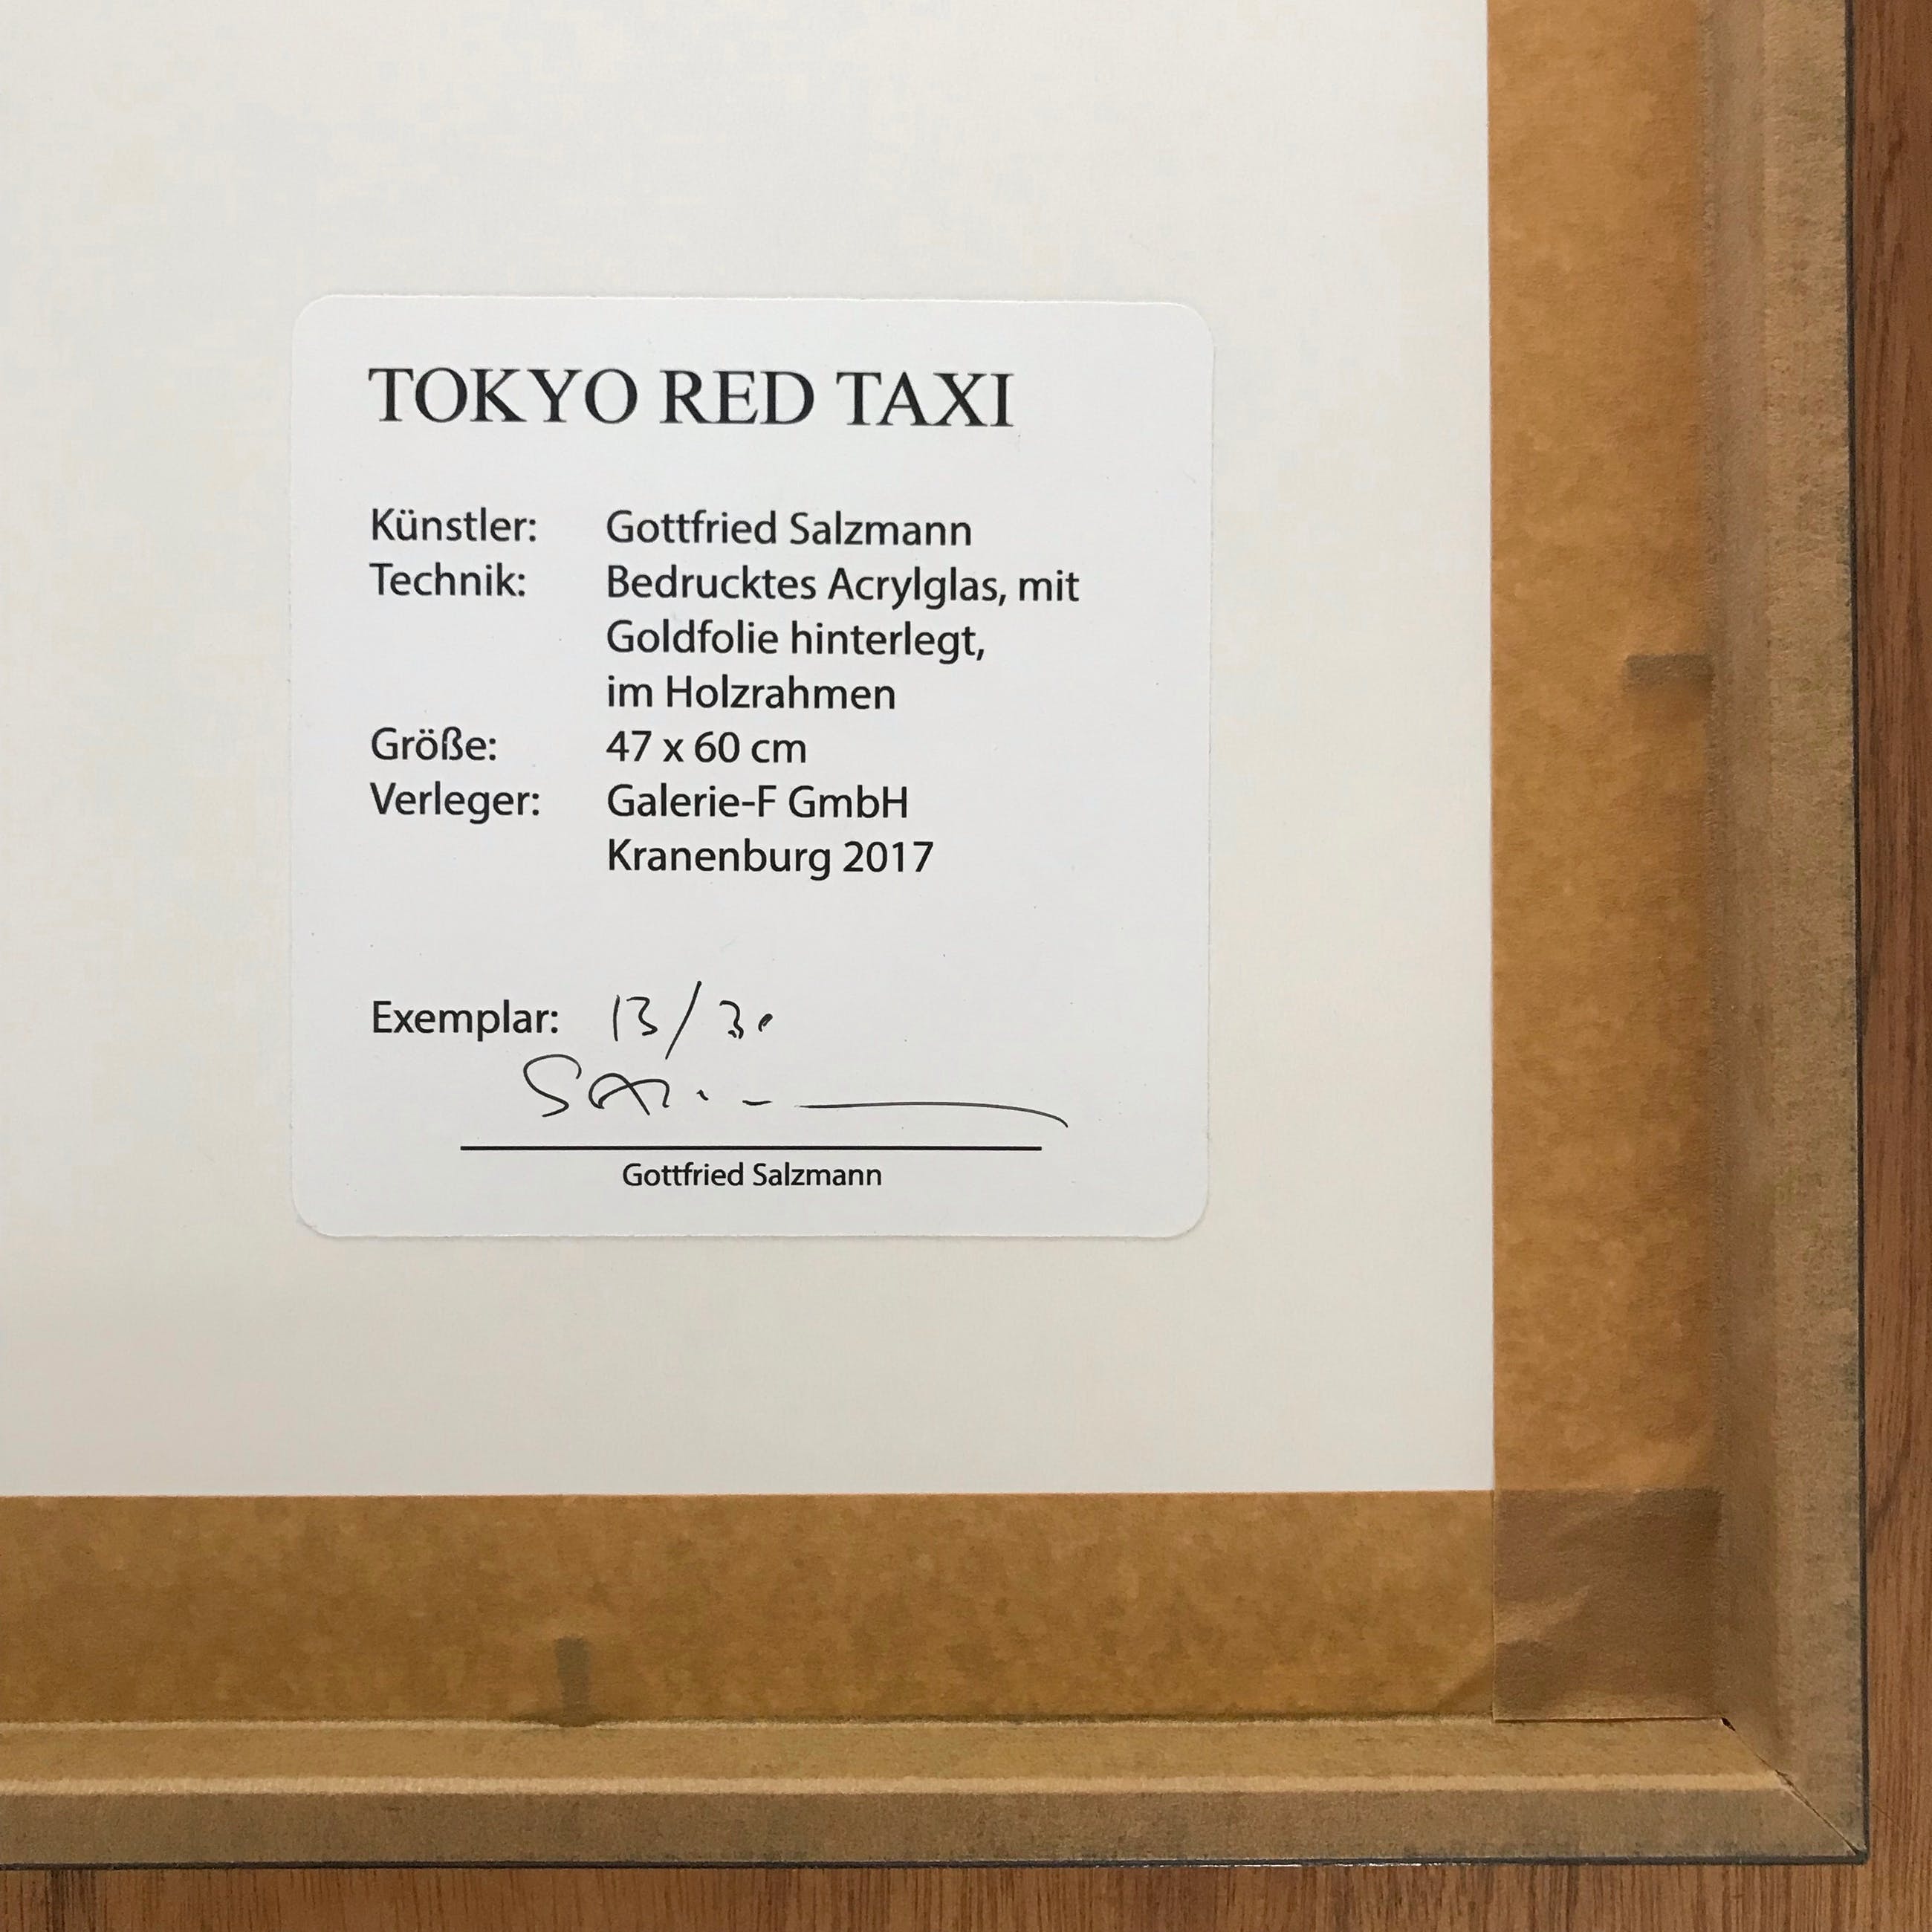 TOKYO RED TAXI
Künstler: Gottfried Salzmann
Technik: Bedrucktes Acrylglas, mit
Goldfolie hinterlegt,
im Holzrahmen
Größe: 47 x 60 cm
Verleger: Galerie-F GmbH
Kranenburg 2017
Exemplar: 13/30
Gottfried Salzmann